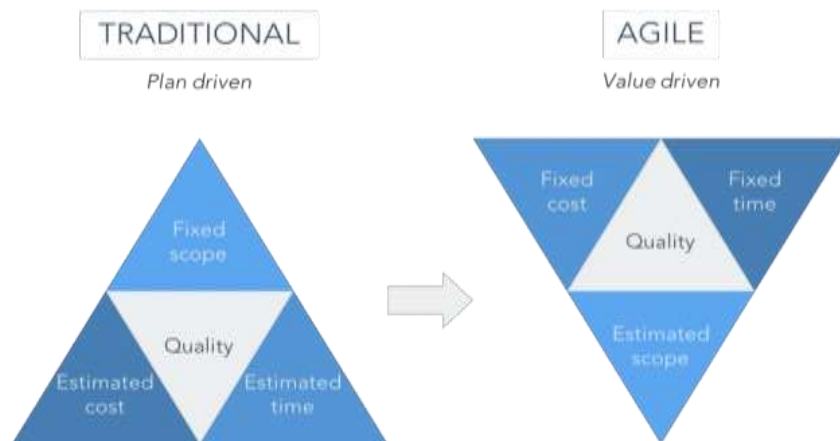 TRADITIONAL
Plan driven
Fixed
scope
Quality
Estimated
cost
Estimated
time
AGILE
Value driven
Fixed
cost
Fixed
time
Quality
Estimated
scope